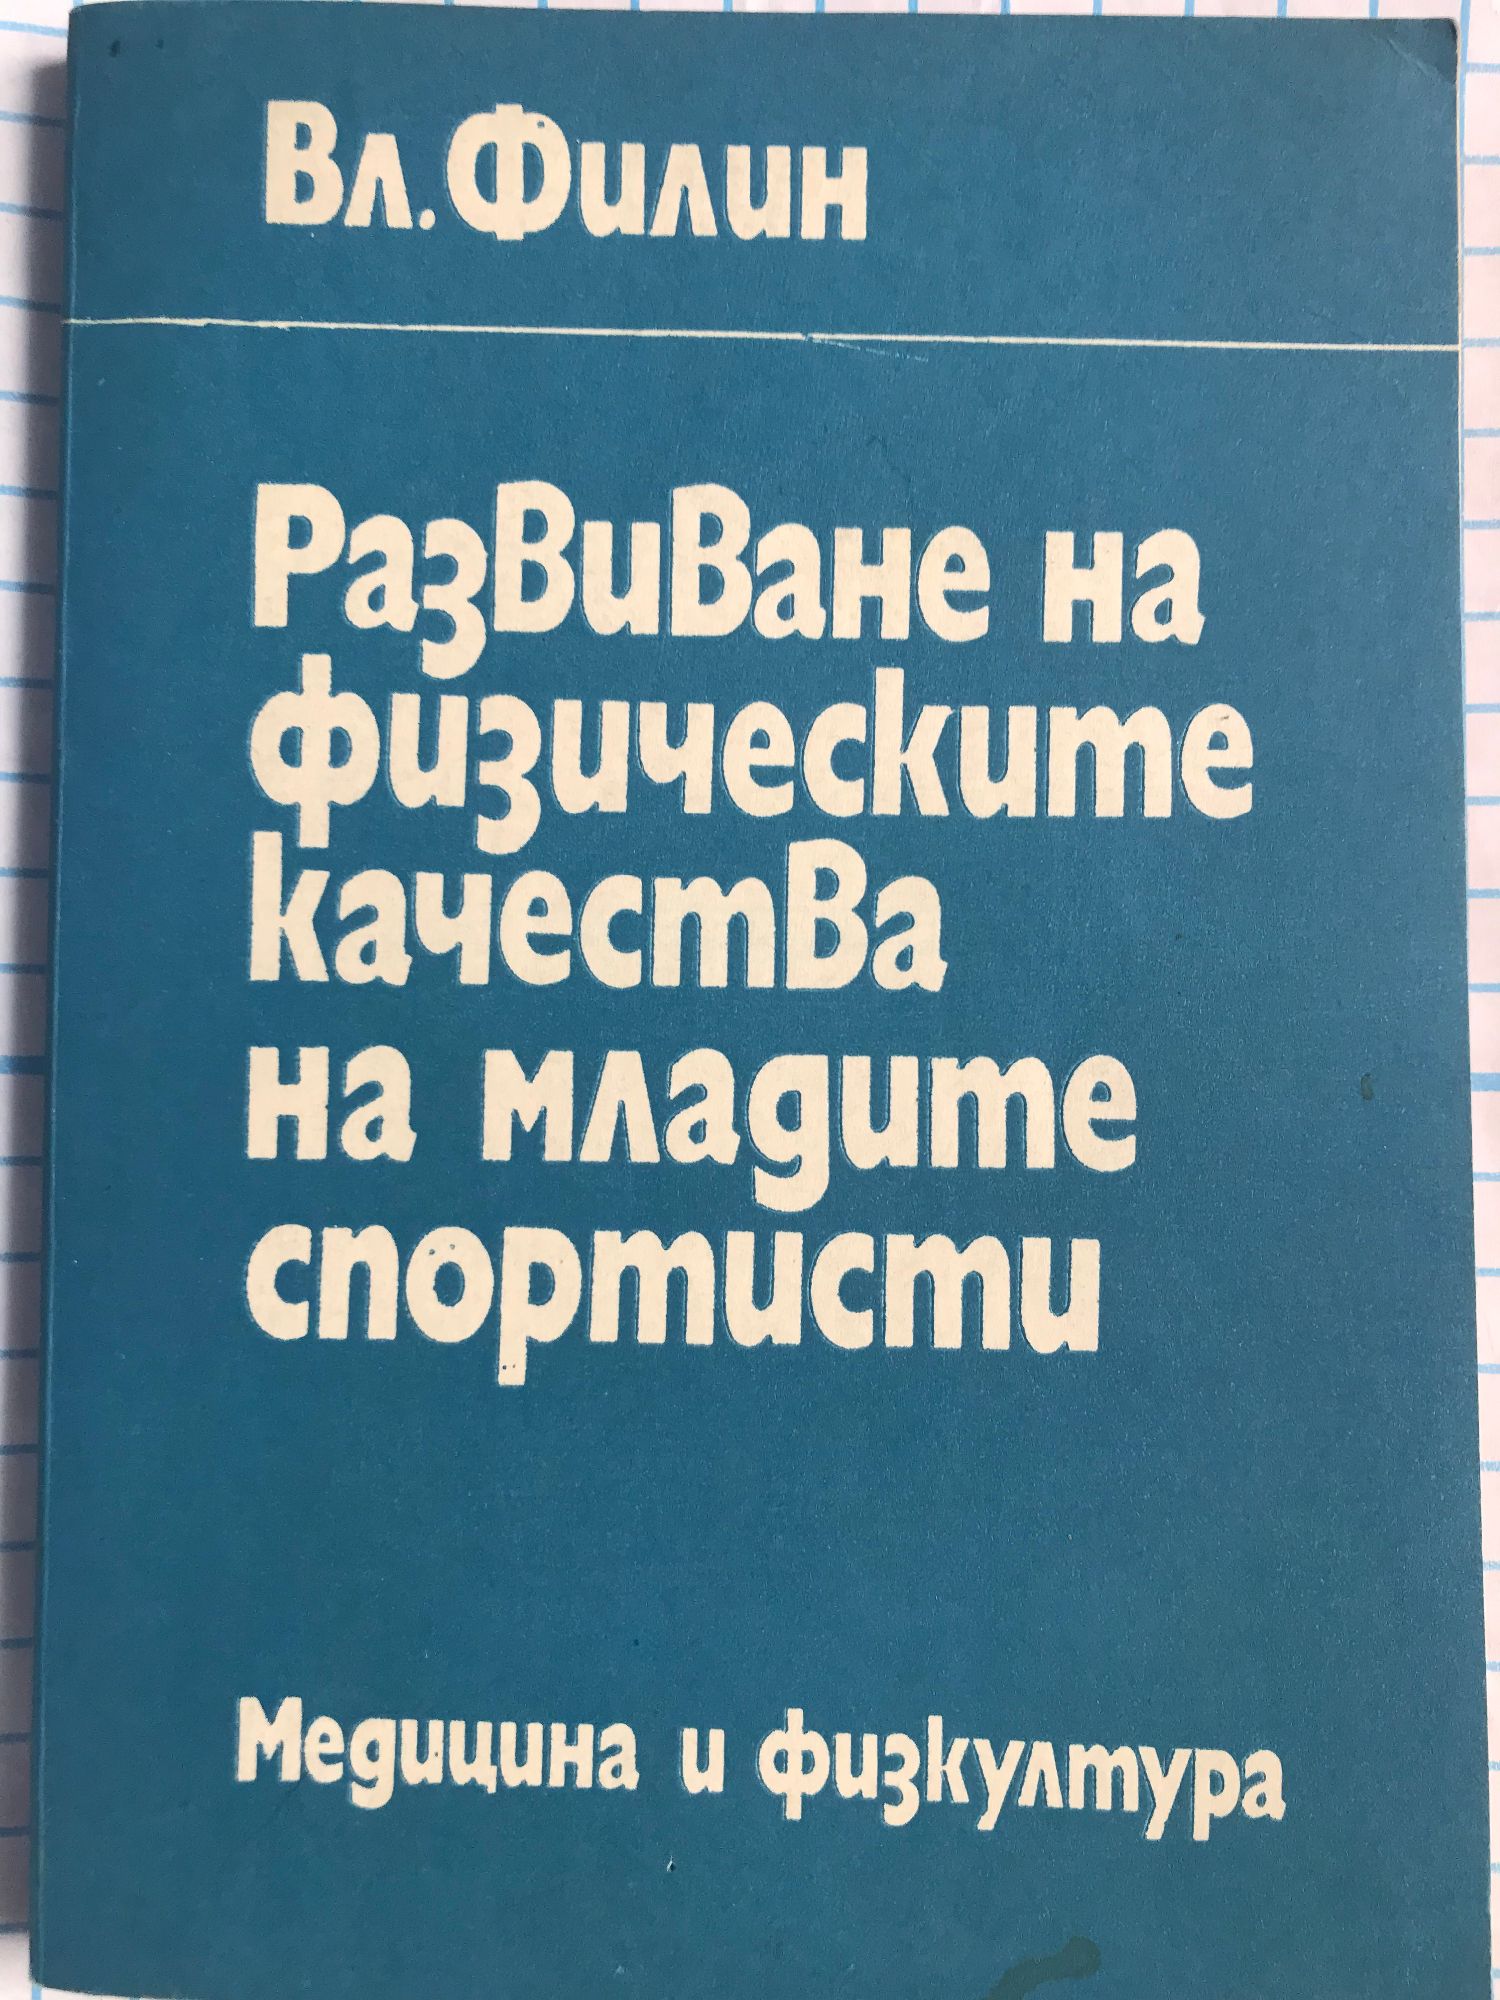 Вл. Филин
Развиване на
физическите
качества
на младите
спортисти
Медицина и физкултура